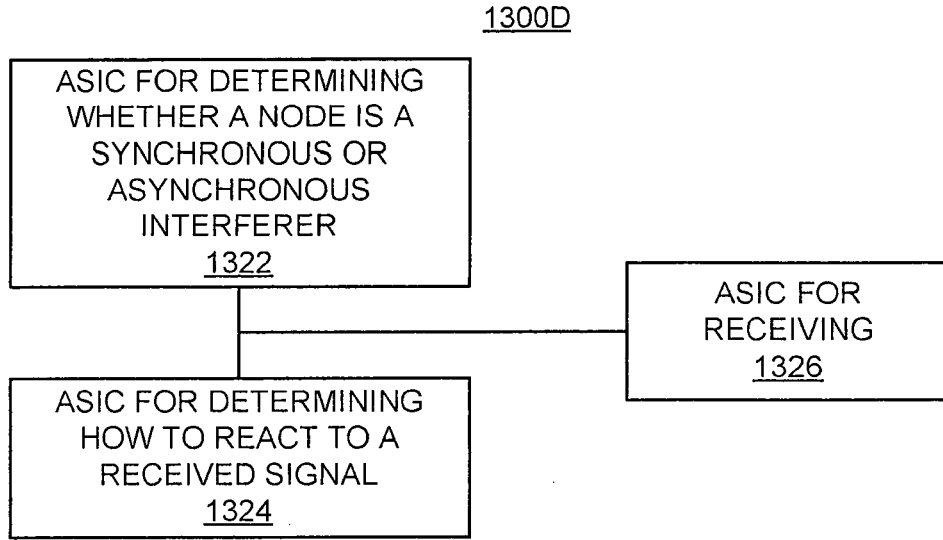 1300D
ASIC FOR DETERMINING
WHETHER A NODE IS A
SYNCHRONOUS OR
ASYNCHRONOUS
INTERFERER
1322
ASIC FOR
RECEIVING
1326
ASIC FOR DETERMINING
HOW TO REACT TO A
RECEIVED SIGNAL
1324